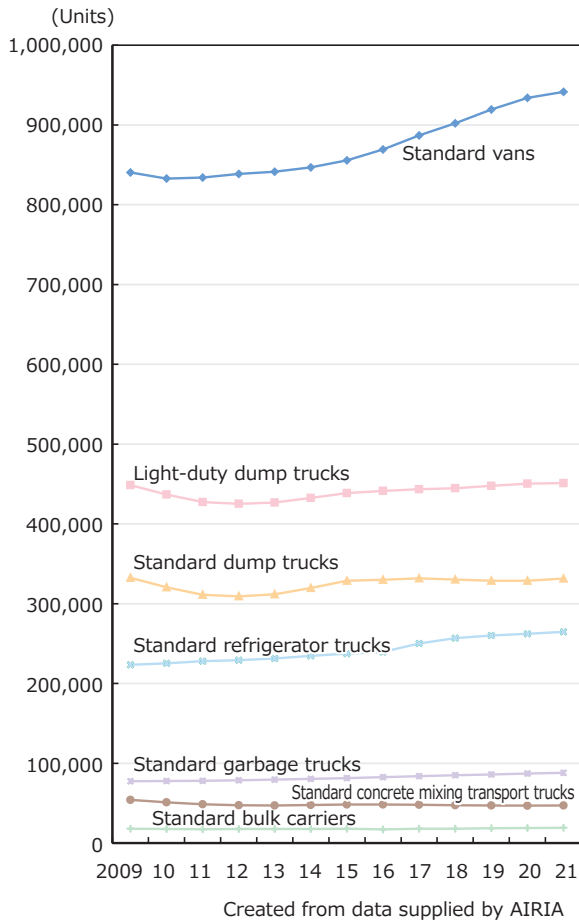 (Units)
1,000,000
900,000
Standard vans
800,000
700,000
600,000
500,000
Light-duty dump trucks
400,000
Standard dump trucks
300,000
Standard refrigerator trucks
200,000
Standard garbage trucks
100,000
Standard concrete mixing transport trucks
Standard bulk carriers
0
2009 10 11 12 13 14 15 16 17 18 19 20 21
Created from data supplied by AIRIA